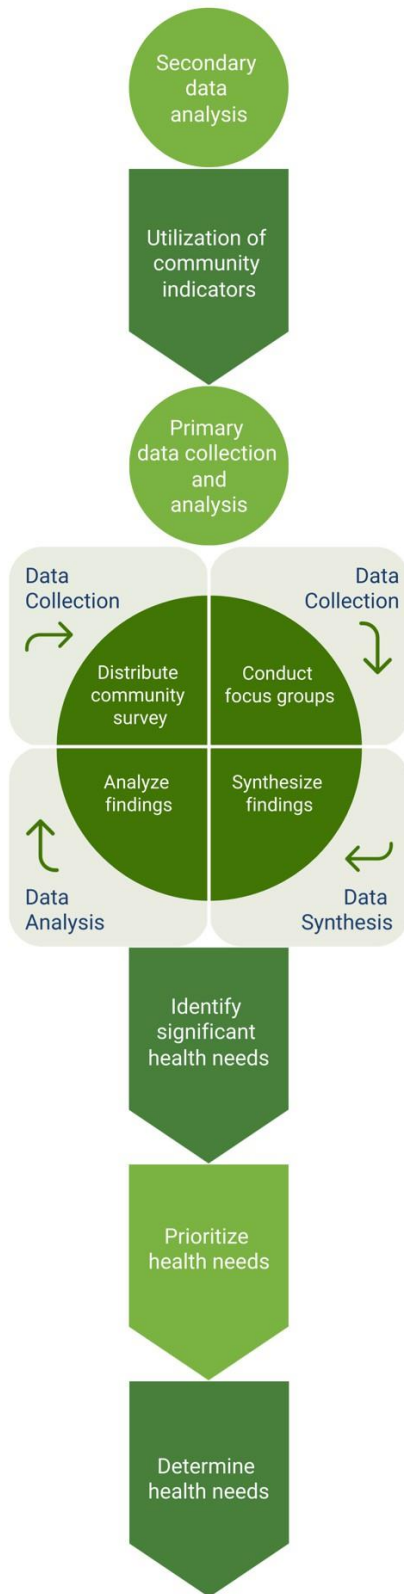 Secondary
data
analysis
Utilization of
community
indicators
Primary
data collection
and
analysis
Data
Collection
Distribute
community
survey
Data
Collection
Conduct
focus groups
Analyze
findings
Data
Analysis
Synthesize
findings
Data
Synthesis
Identify
significant
health needs
Prioritize
health needs
Determine
health needs